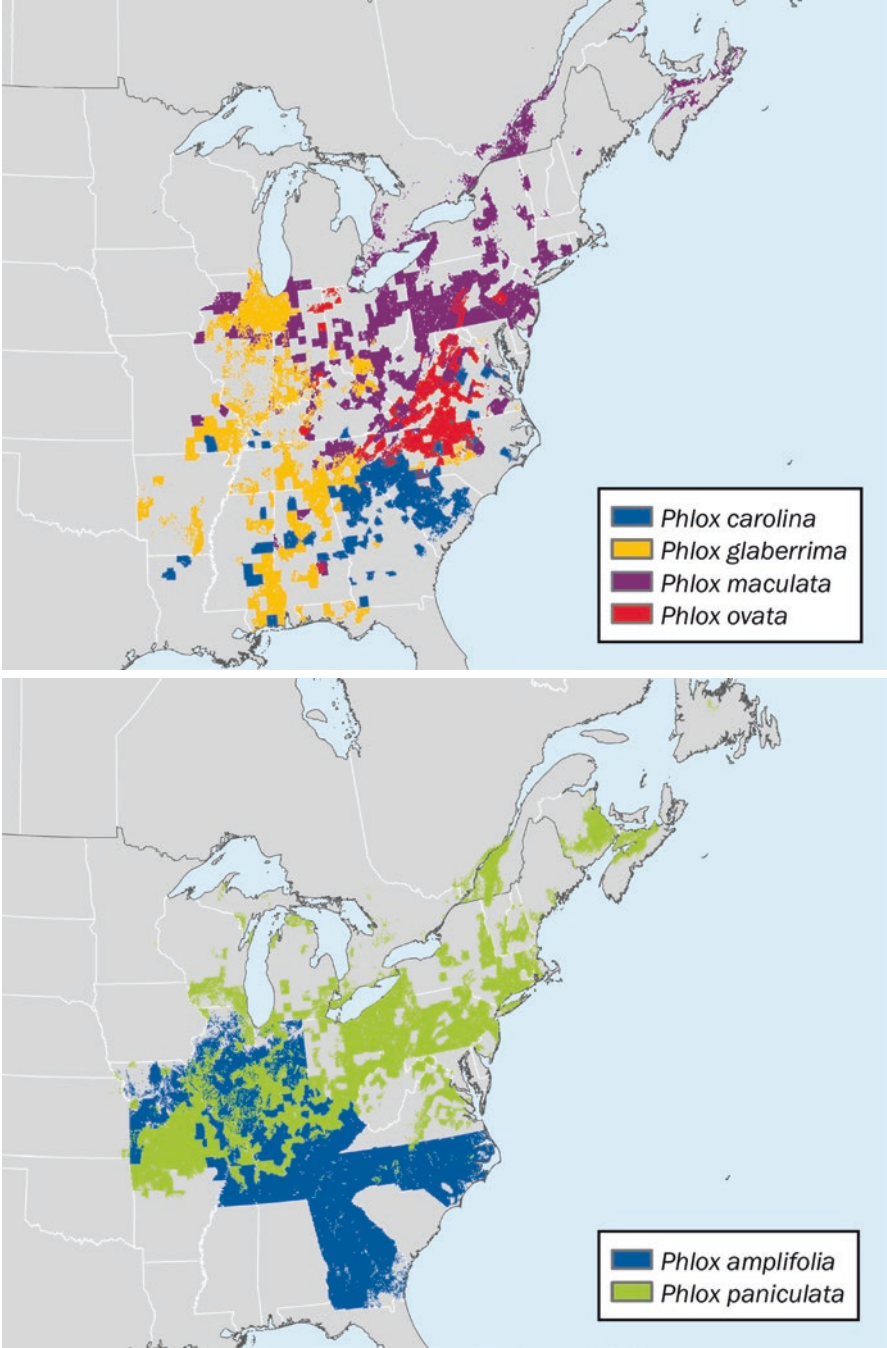 Phlox carolina
Phlox glaberrima
Phlox maculata
Phlox ovata
Phlox amplifolia
Phlox paniculata